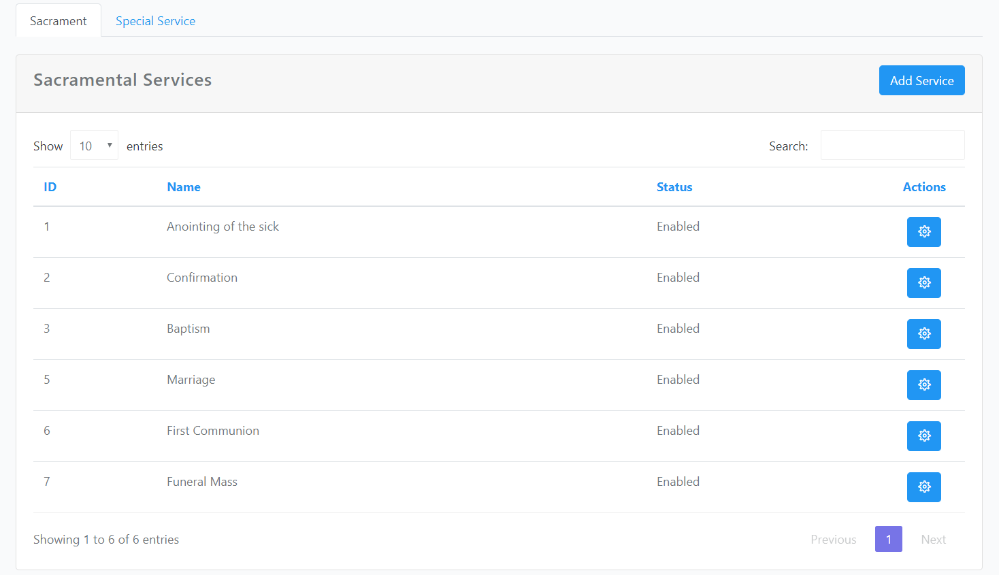 Sacrament Special Service
Sacramental Services Add Service
Show 10 entries Search:
ID Name Status Actions
1 Anointing of the sick Enabled
2 Confirmation Enabled
3 Baptism Enabled
5 Marriage Enabled
6 First Communion Enabled
7 Funeral Mass Enabled
Showing 1 to 6 of 6 entries Previous 1 Next